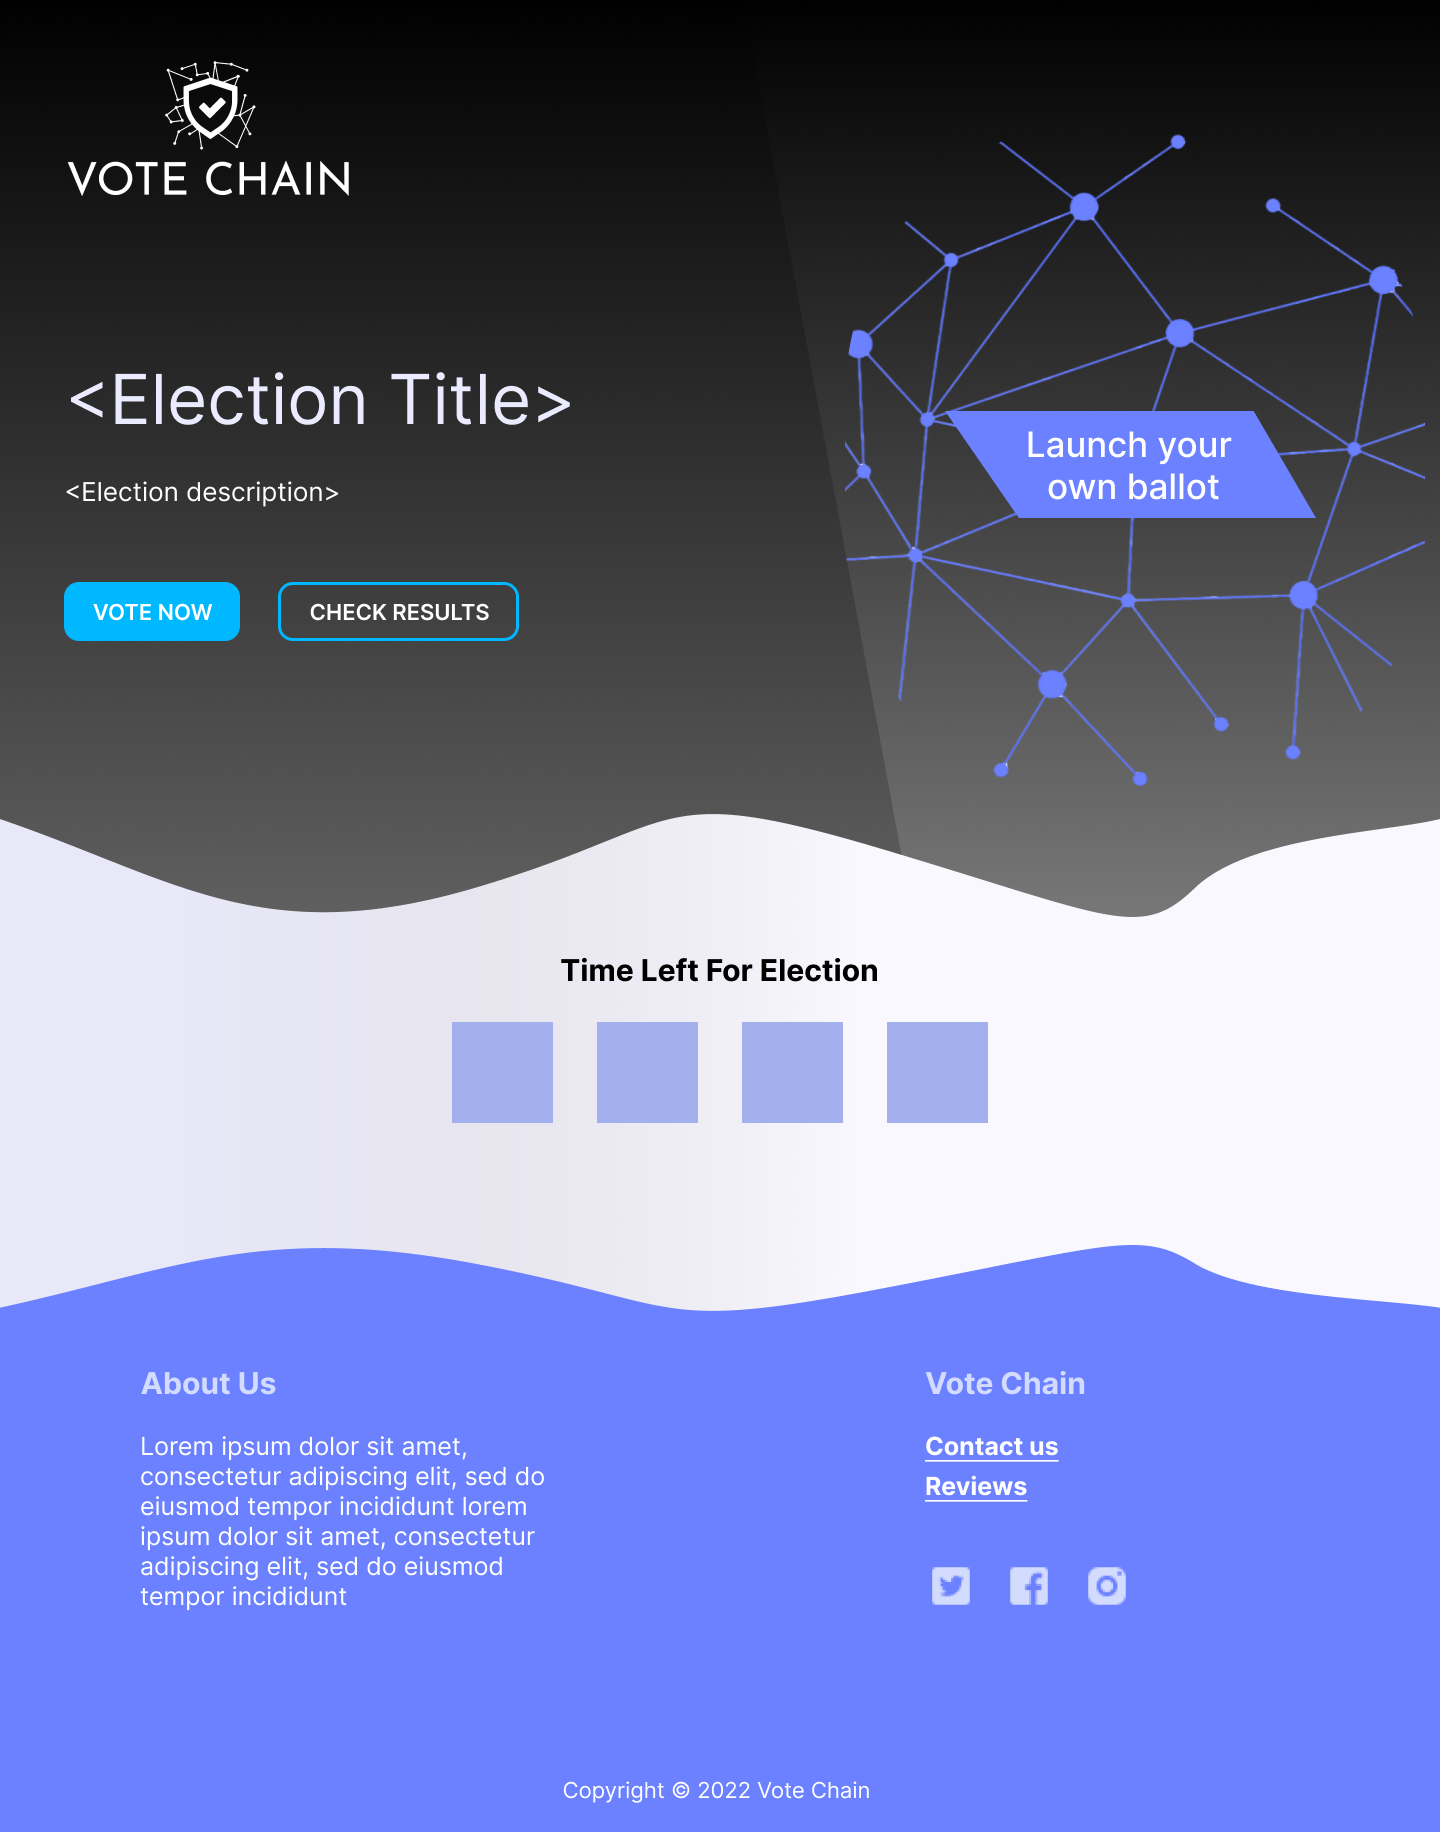 VOTE CHAIN
<Election Title>
<Election description>
VOTE NOW
CHECK RESULTS
Launch your
own ballot
Time Left For Election
About Us
Lorem ipsum dolor sit amet,
consectetur adipiscing elit, sed do
eiusmod tempor incididunt lorem
ipsum dolor sit amet, consectetur
adipiscing elit, sed do eiusmod
tempor incididunt
Vote Chain
Contact us
Reviews
Copyright © 2022 Vote Chain